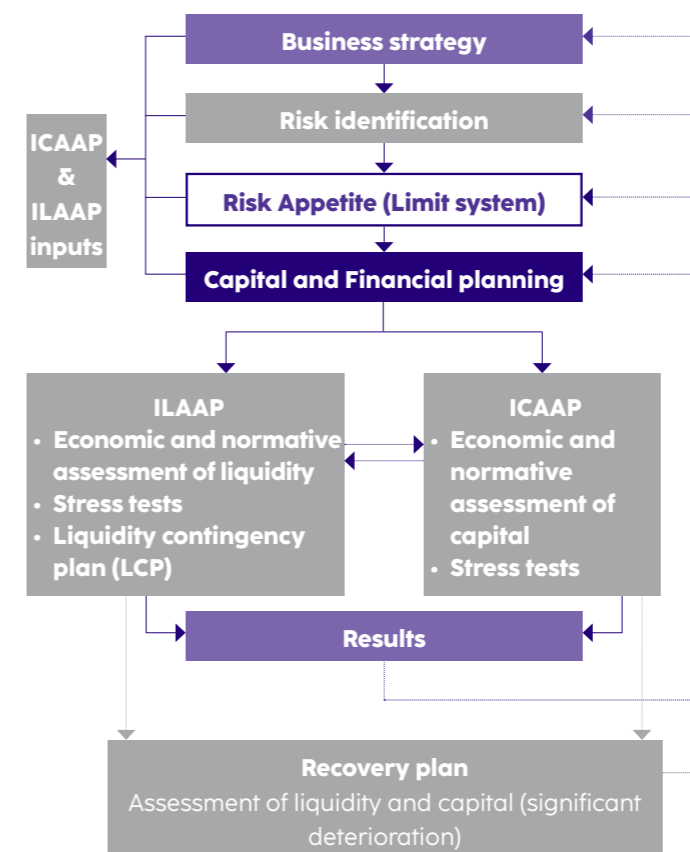 Business strategy
Risk identification
ICAAP
&
ILAAP
inputs
Risk Appetite (Limit system)
Capital and Financial planning
ILAAP
• Economic and normative
assessment of liquidity
• Stress tests
• Liquidity contingency
plan (LCP)
ICAAP
• Economic and
normative
assessment of
capital
• Stress tests
Results
Recovery plan
Assessment of liquidity and capital (significant
deterioration)